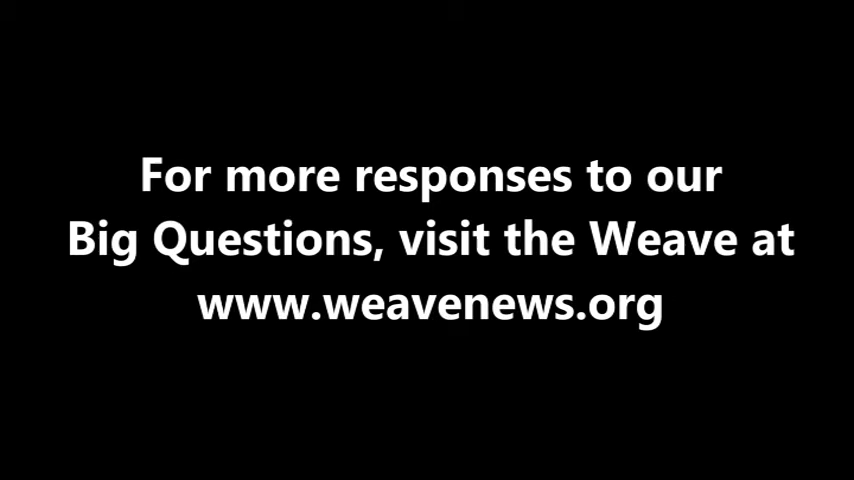 For more responses to our
Big Questions, visit the Weave at
www.weavenews.org